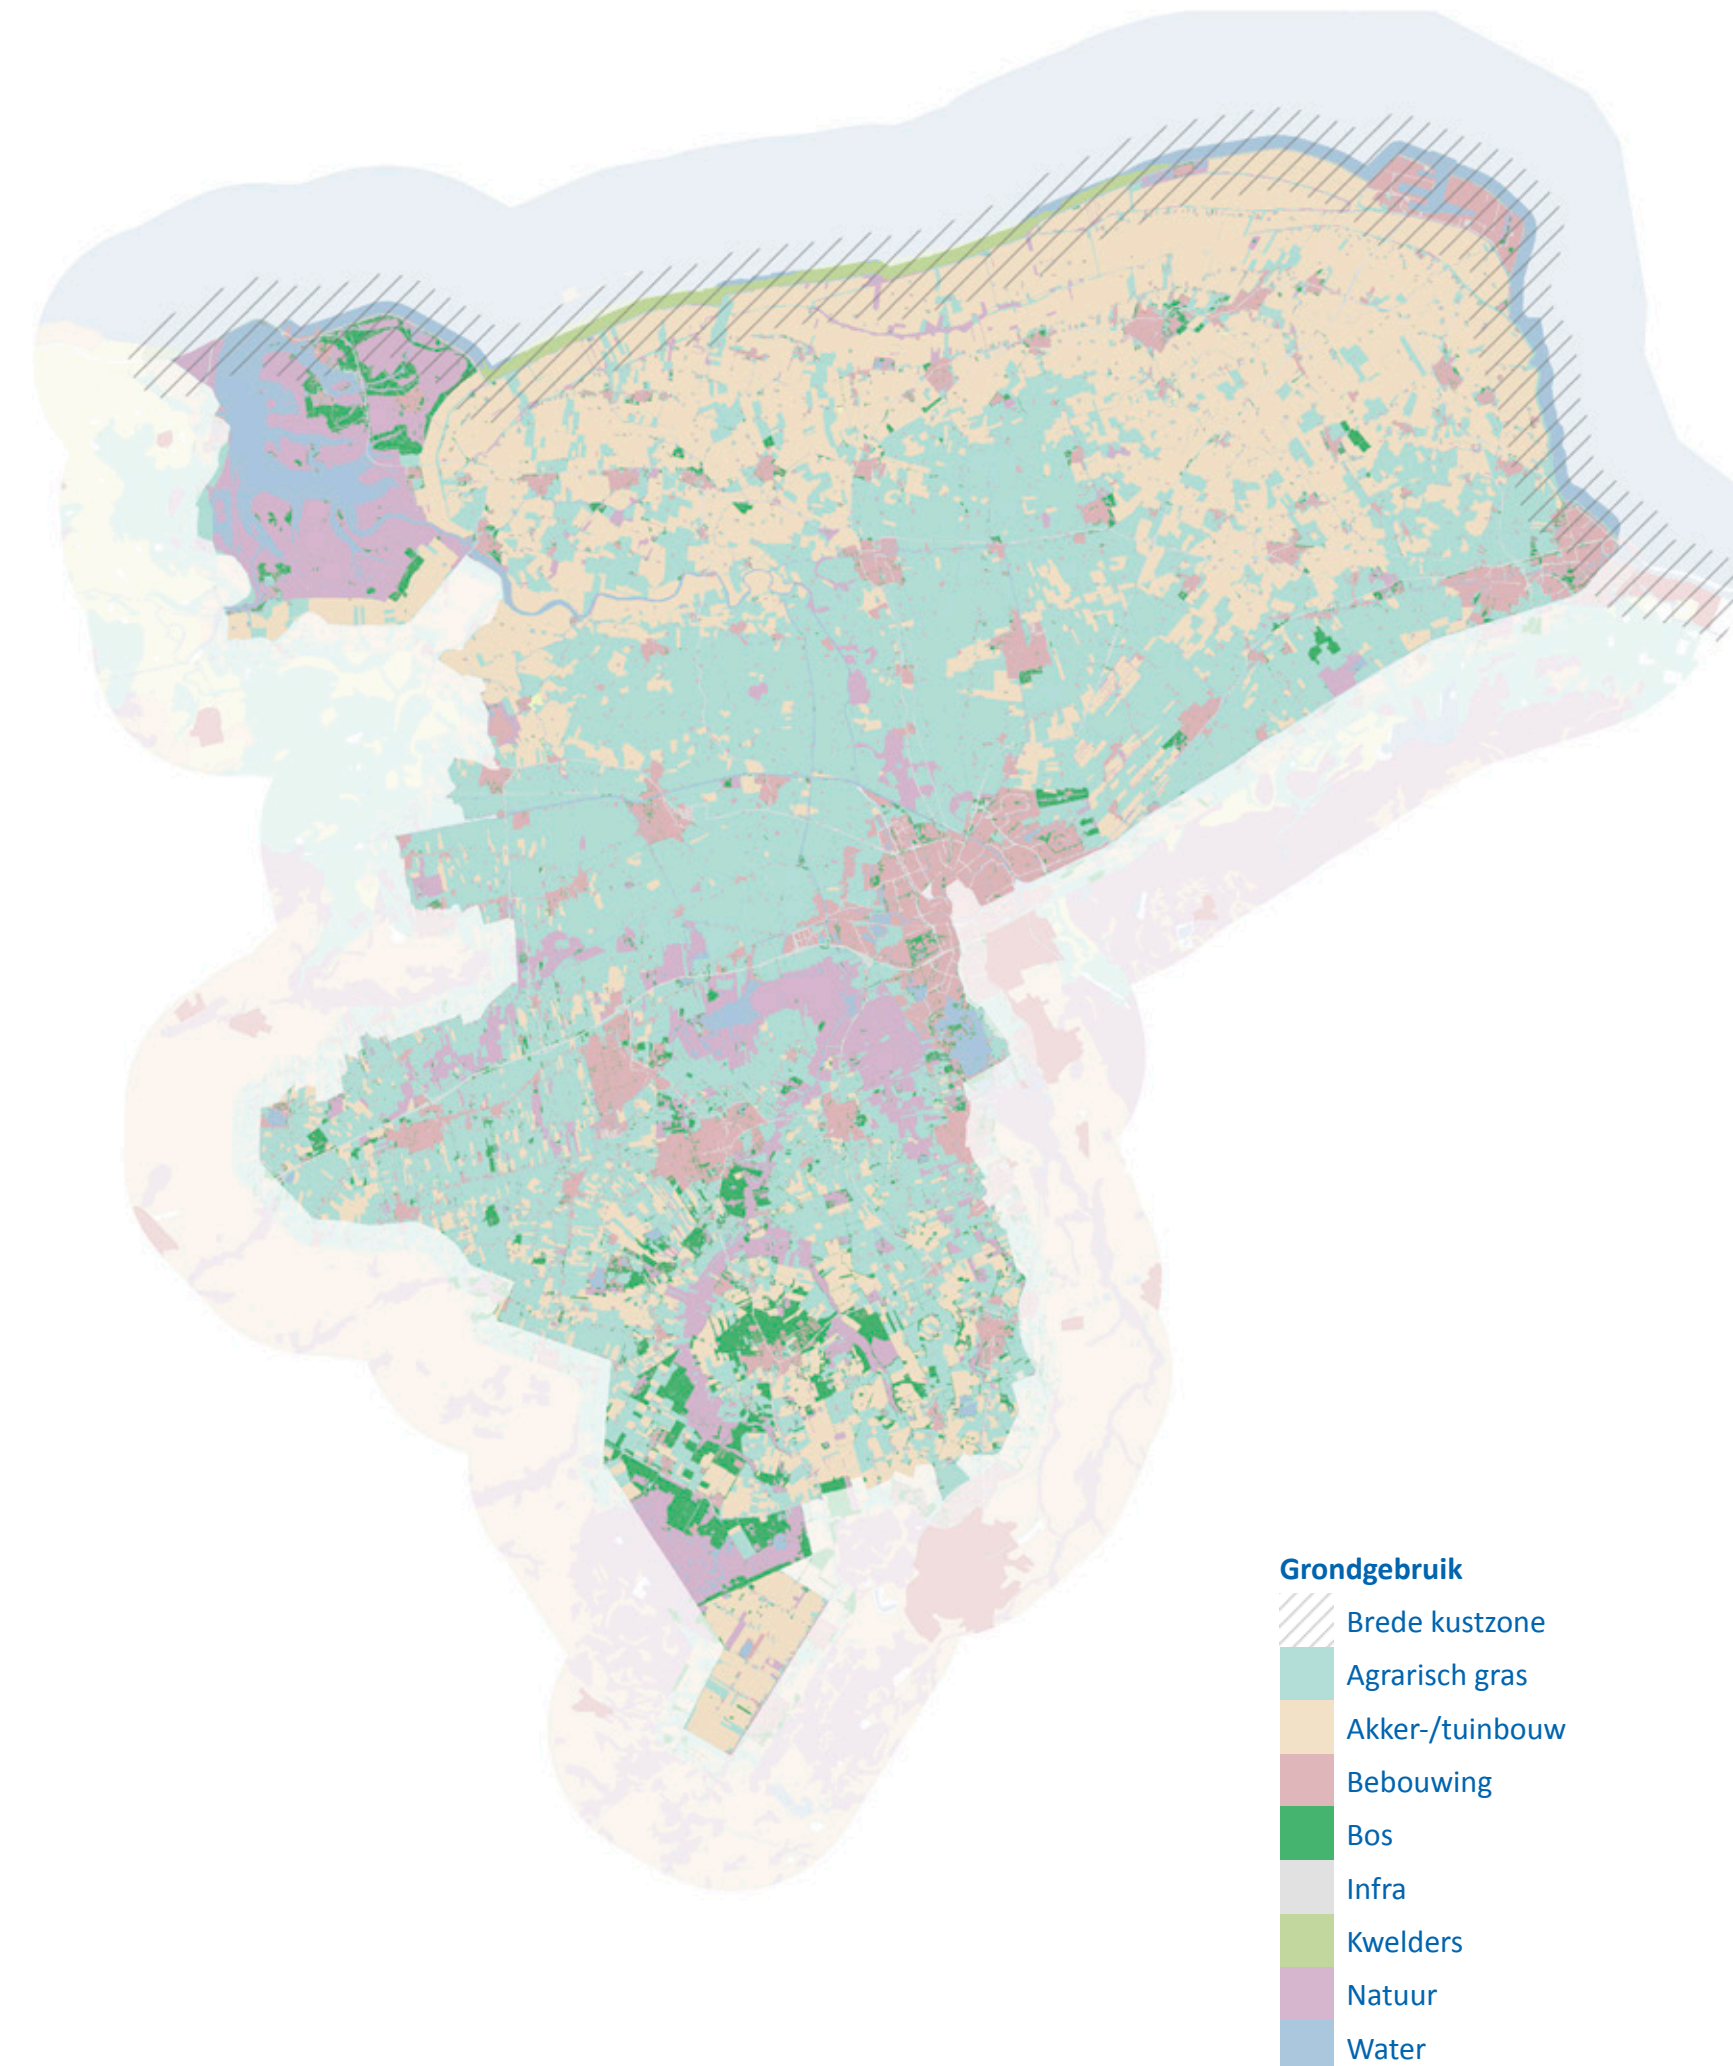 Grondgebruik
Brede kustzone
Agrarisch gras
Akker-/tuinbouw
Bebouwing
Bos
Infra
Kwelders
Natuur
Water